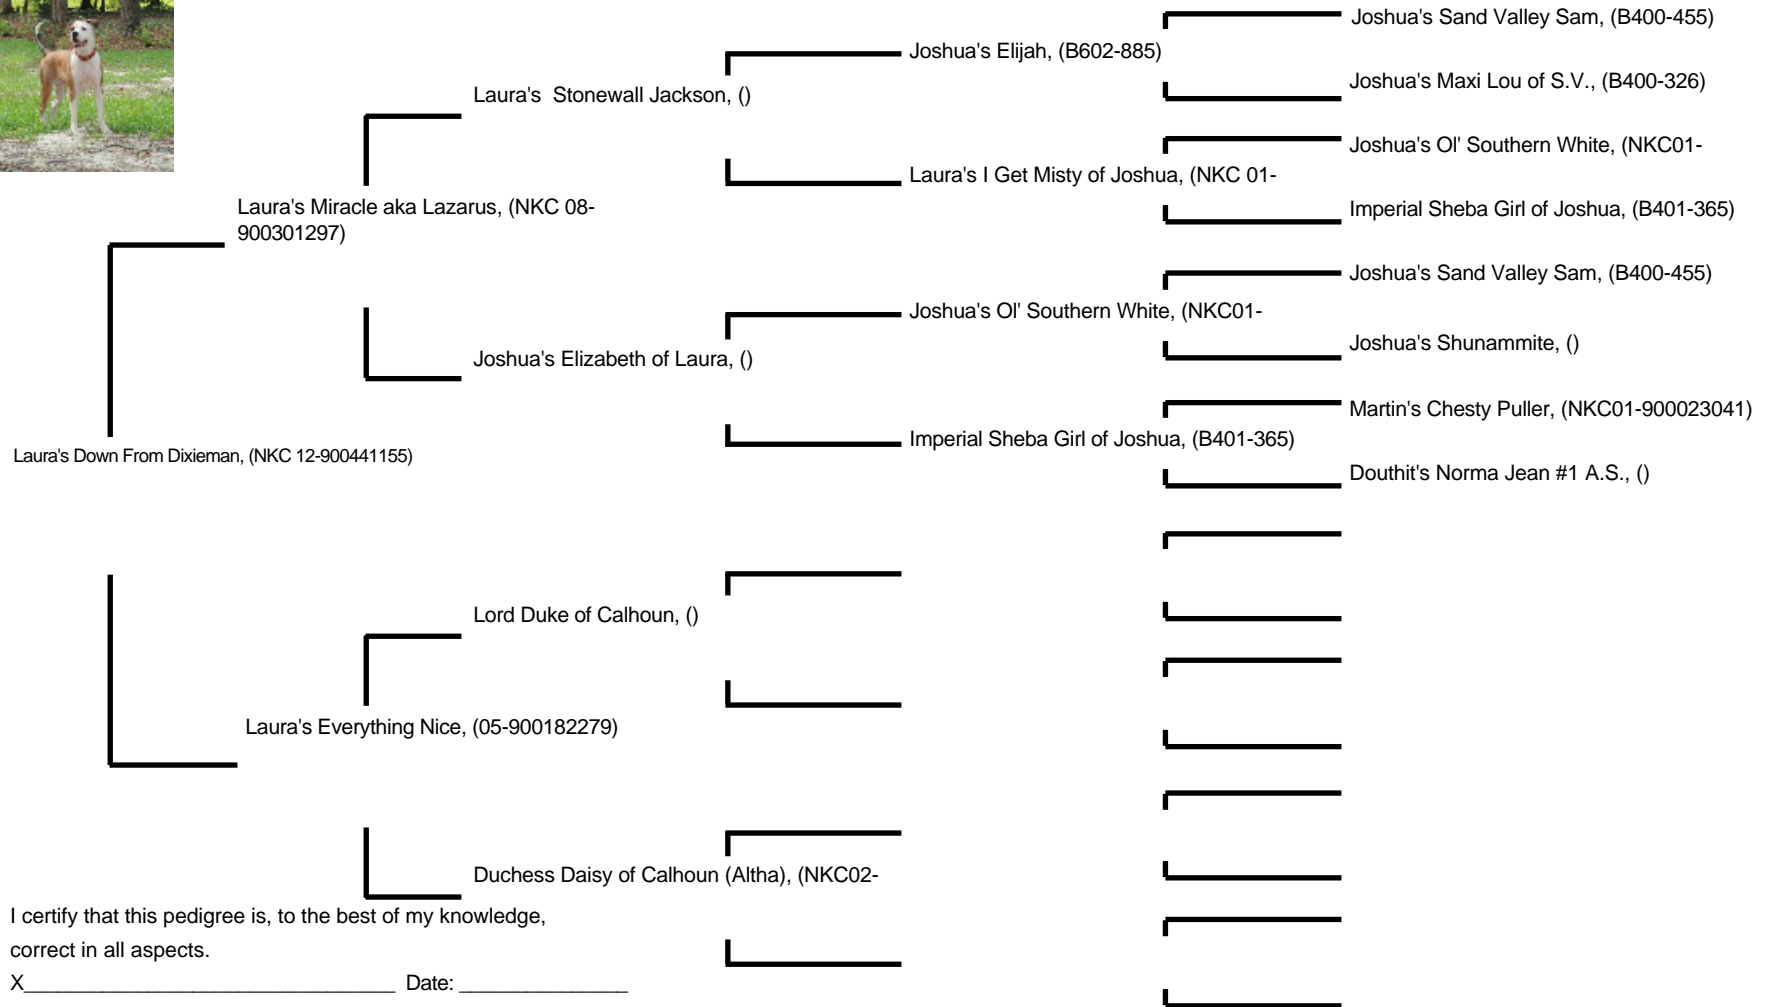 Joshua's Sand Valley Sam, (B400-455)
Joshua's Elijah, (B602-885)
Joshua's Maxi Lou of S.V., (B400-326)
Laura's  Stonewall Jackson, ()
Joshua's Ol' Southern White, (NKC01-
Laura's I Get Misty of Joshua, (NKC 01-
Laura's Miracle aka Lazarus, (NKC 08-
900301297)
Imperial Sheba Girl of Joshua, (B401-365)
Joshua's Sand Valley Sam, (B400-455)
Joshua's Ol' Southern White, (NKC01-
Joshua's Shunammite, ()
Joshua's Elizabeth of Laura, ()
Martin's Chesty Puller, (NKC01-900023041)
Imperial Sheba Girl of Joshua, (B401-365)
Laura's Down From Dixieman, (NKC 12-900441155)
Douthit's Norma Jean #1 A.S., ()
Lord Duke of Calhoun, ()
Laura's Everything Nice, (05-900182279)
Duchess Daisy of Calhoun (Altha), (NKC02-
I certify that this pedigree is, to the best of my knowledge,
correct in all aspects.
X_________________________________ Date: _______________